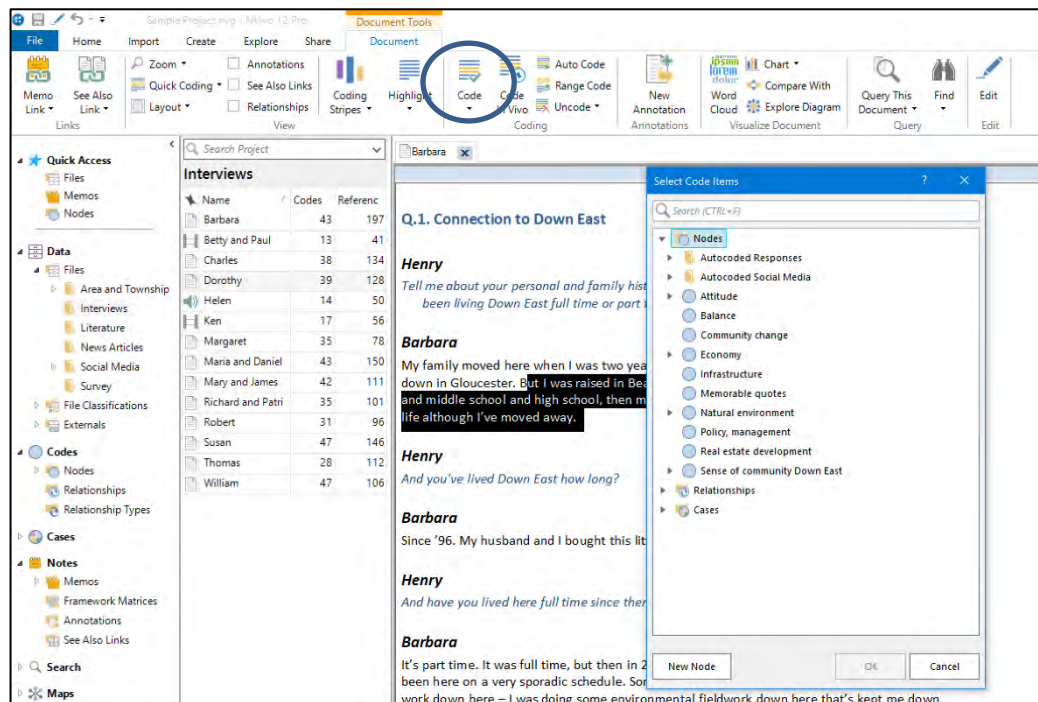 Sample Project.nvp - NVivo 12 Pro
Document Tools
File Home Import Create Explore Share Document
Memo Link
See Also Link
Links
Zoom
Quick Coding
Layout
Annotations
See Also Links
Relationships
View
Coding Stripes
Highlight
Code
Code In Vivo
Auto Code
Range Code
Uncode
Coding
New Annotation
Annotations
Word Cloud
Chart
Compare With
Explore Diagram
Visualize Document
Query This Document
Find
Query
Edit
Edit
Quick Access
Files
Memos
Nodes
Data
Files
Area and Township
Interviews
Literature
News Articles
Social Media
Survey
File Classifications
Externals
Codes
Nodes
Relationships
Relationship Types
Cases
Notes
Memos
Framework Matrices
Annotations
See Also Links
Search
Maps
Search Project
Interviews
Name Codes Referenc
Barbara 43 197
Betty and Paul 13 41
Charles 38 134
Dorothy 39 128
Helen 14 50
Ken 17 56
Margaret 35 78
Maria and Daniel 43 150
Mary and James 42 111
Richard and Patri 35 101
Robert 31 96
Susan 47 146
Thomas 28 112
William 47 106
Barbara
Q.1. Connection to Down East
Henry
Tell me about your personal and family hist
been living Down East full time or part
Barbara
My family moved here when I was two yea
down in Gloucester. But I was raised in Bea
and middle school and high school, then m
life although I've moved away.
Henry
And you've lived Down East how long?
Barbara
Since '96. My husband and I bought this lit
Henry
And have you lived here full time since ther
Barbara
It's part time. It was full time, but then in 2
been here on a very sporadic schedule. Sor
work down here – I was doing some environmental fieldwork down here that's kept me down
Select Code Items ?
Search (CTRL+F)
Nodes
Autocoded Responses
Autocoded Social Media
Attitude
Balance
Community change
Economy
Infrastructure
Memorable quotes
Natural environment
Policy, management
Real estate development
Sense of community Down East
Relationships
Cases
New Node OK Cancel